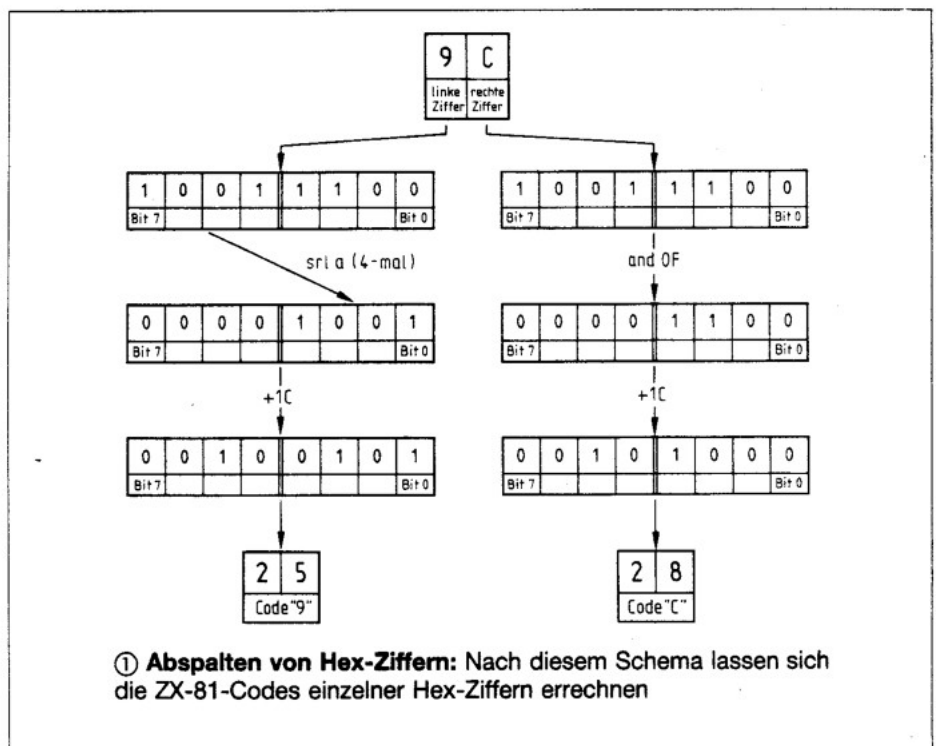 9 C
linke Ziffer rechte Ziffer
1 0 0 1 1 1 0 0
Bit 7 Bit 0
1 0 0 1 1 1 0 0
Bit 7 Bit 0
srl a (4-mal)
and 0F
0 0 0 0 1 0 0 1
Bit 7 Bit 0
0 0 0 0 1 1 0 0
Bit 7 Bit 0
+1C
+1C
0 0 1 0 0 1 0 1
Bit 7 Bit 0
0 0 1 0 1 0 0 0
Bit 7 Bit 0
2 5
Code "9"
2 8
Code "C"
① Abspalten von Hex-Ziffern: Nach diesem Schema lassen sich
die ZX-81-Codes einzelner Hex-Ziffern errechnen